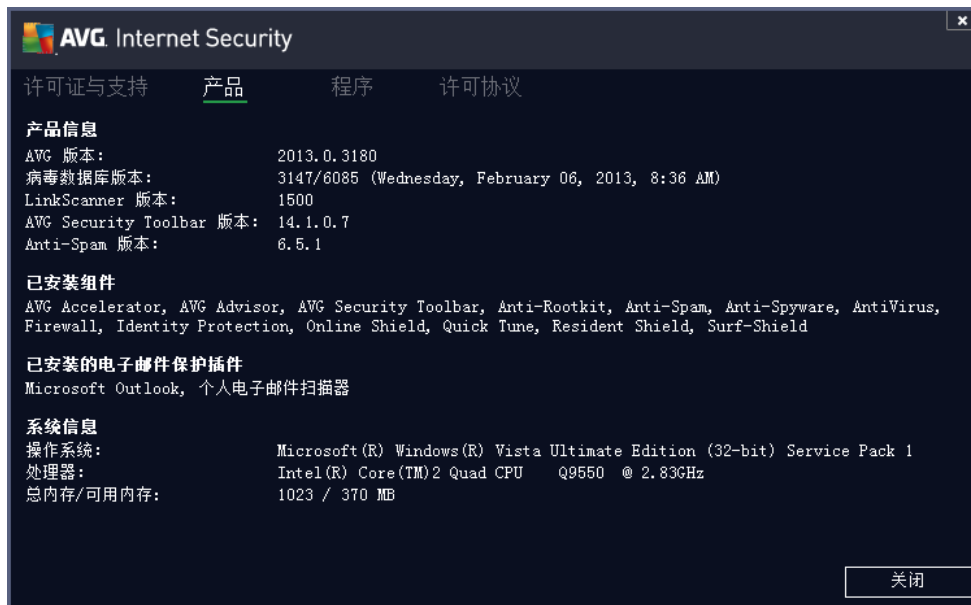 AVG. Internet Security
许可证与支持 产品 程序 许可协议
产品信息
AVG 版本: 2013.0.3180
病毒数据库版本: 3147/6085 (Wednesday, February 06, 2013, 8:36 AM)
LinkScanner 版本: 1500
AVG Security Toolbar 版本: 14.1.0.7
Anti-Spam 版本: 6.5.1
已安装组件
AVG Accelerator, AVG Advisor, AVG Security Toolbar, Anti-Rootkit, Anti-Spam, Anti-Spyware, AntiVirus,
Firewall, Identity Protection, Online Shield, Quick Tune, Resident Shield, Surf-Shield
已安装的电子邮件保护插件
Microsoft Outlook, 个人电子邮件扫描器
系统信息
操作系统: Microsoft(R) Windows(R) Vista Ultimate Edition (32-bit) Service Pack 1
处理器: Intel(R) Core(TM)2 Quad CPU Q9550 @ 2.83GHz
总内存/可用内存: 1023 / 370 MB
关闭